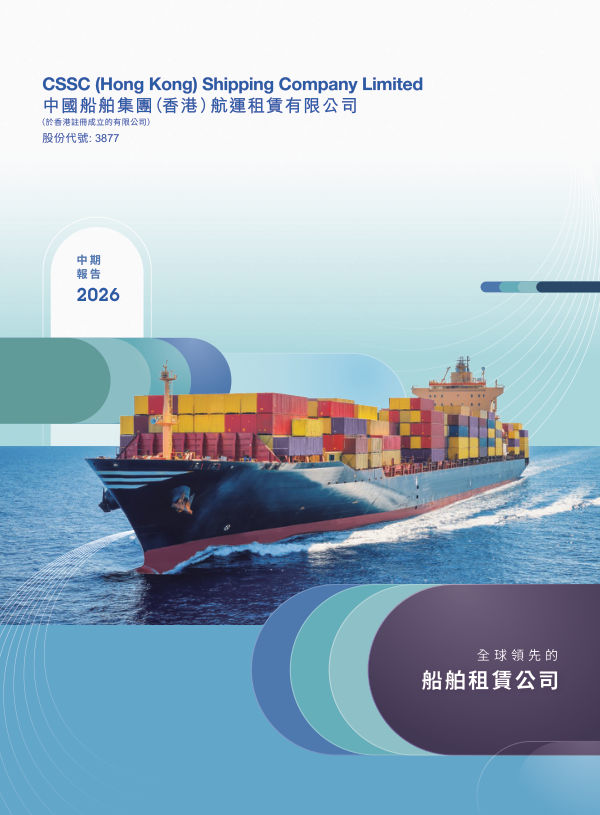 CSSC (Hong Kong) Shipping Company Limited
中國船舶集團(香港)航運租賃有限公司
(於香港註冊成立的有限公司)
股份代號: 3877
中期
報告
2026
全球領先的
船舶租賃公司